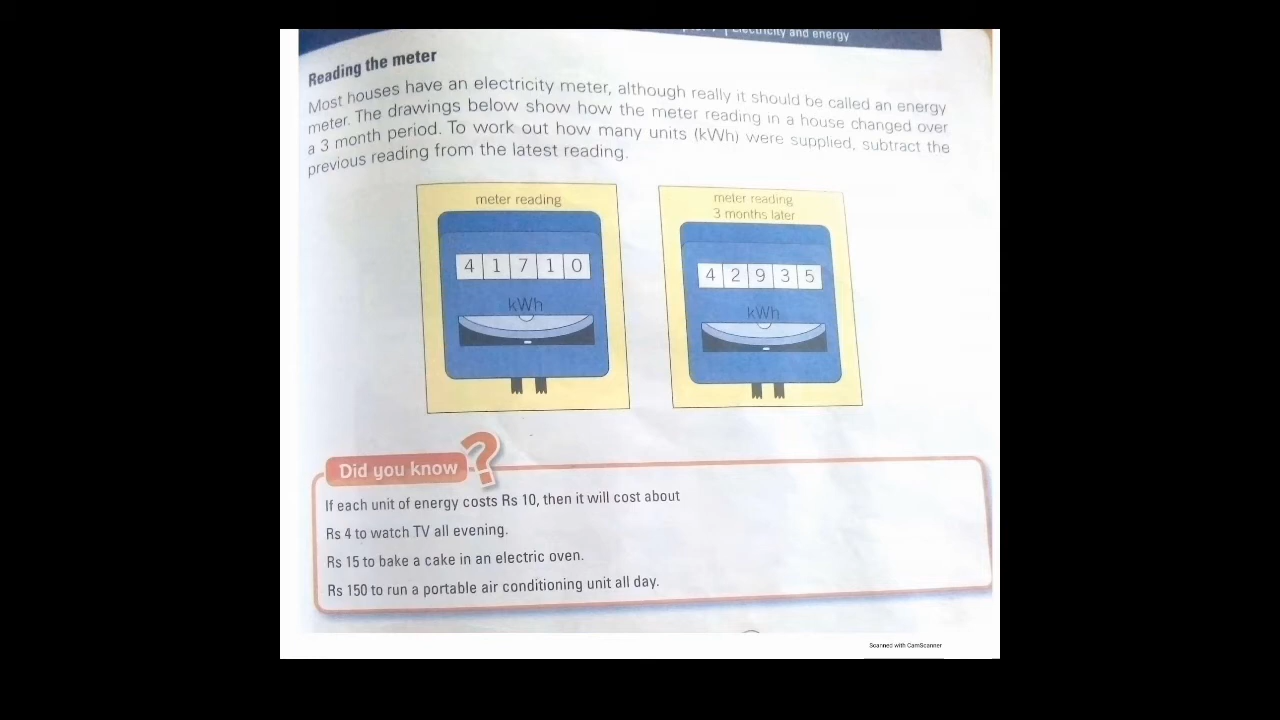 Electricity and energy
Reading the meter
Most houses have an electricity meter, although really it should be called an energy
meter. The drawings below show how the meter reading in a house changed over
a 3 month period. To work out how many units (kWh) were supplied, subtract the
previous reading from the latest reading.
meter reading
4 1 7 1 0
kWh
meter reading
3 months later
4 2 9 3 5
kWh
Did you know ?
If each unit of energy costs Rs 10, then it will cost about
Rs 4 to watch TV all evening.
Rs 15 to bake a cake in an electric oven.
Rs 150 to run a portable air conditioning unit all day.
Scanned with CamScanner